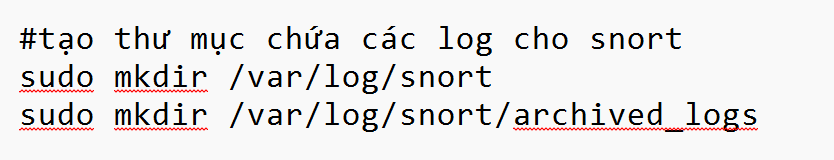 #tạo thư mục chứa các log cho snort
sudo mkdir /var/log/snort
sudo mkdir /var/log/snort/archived_logs